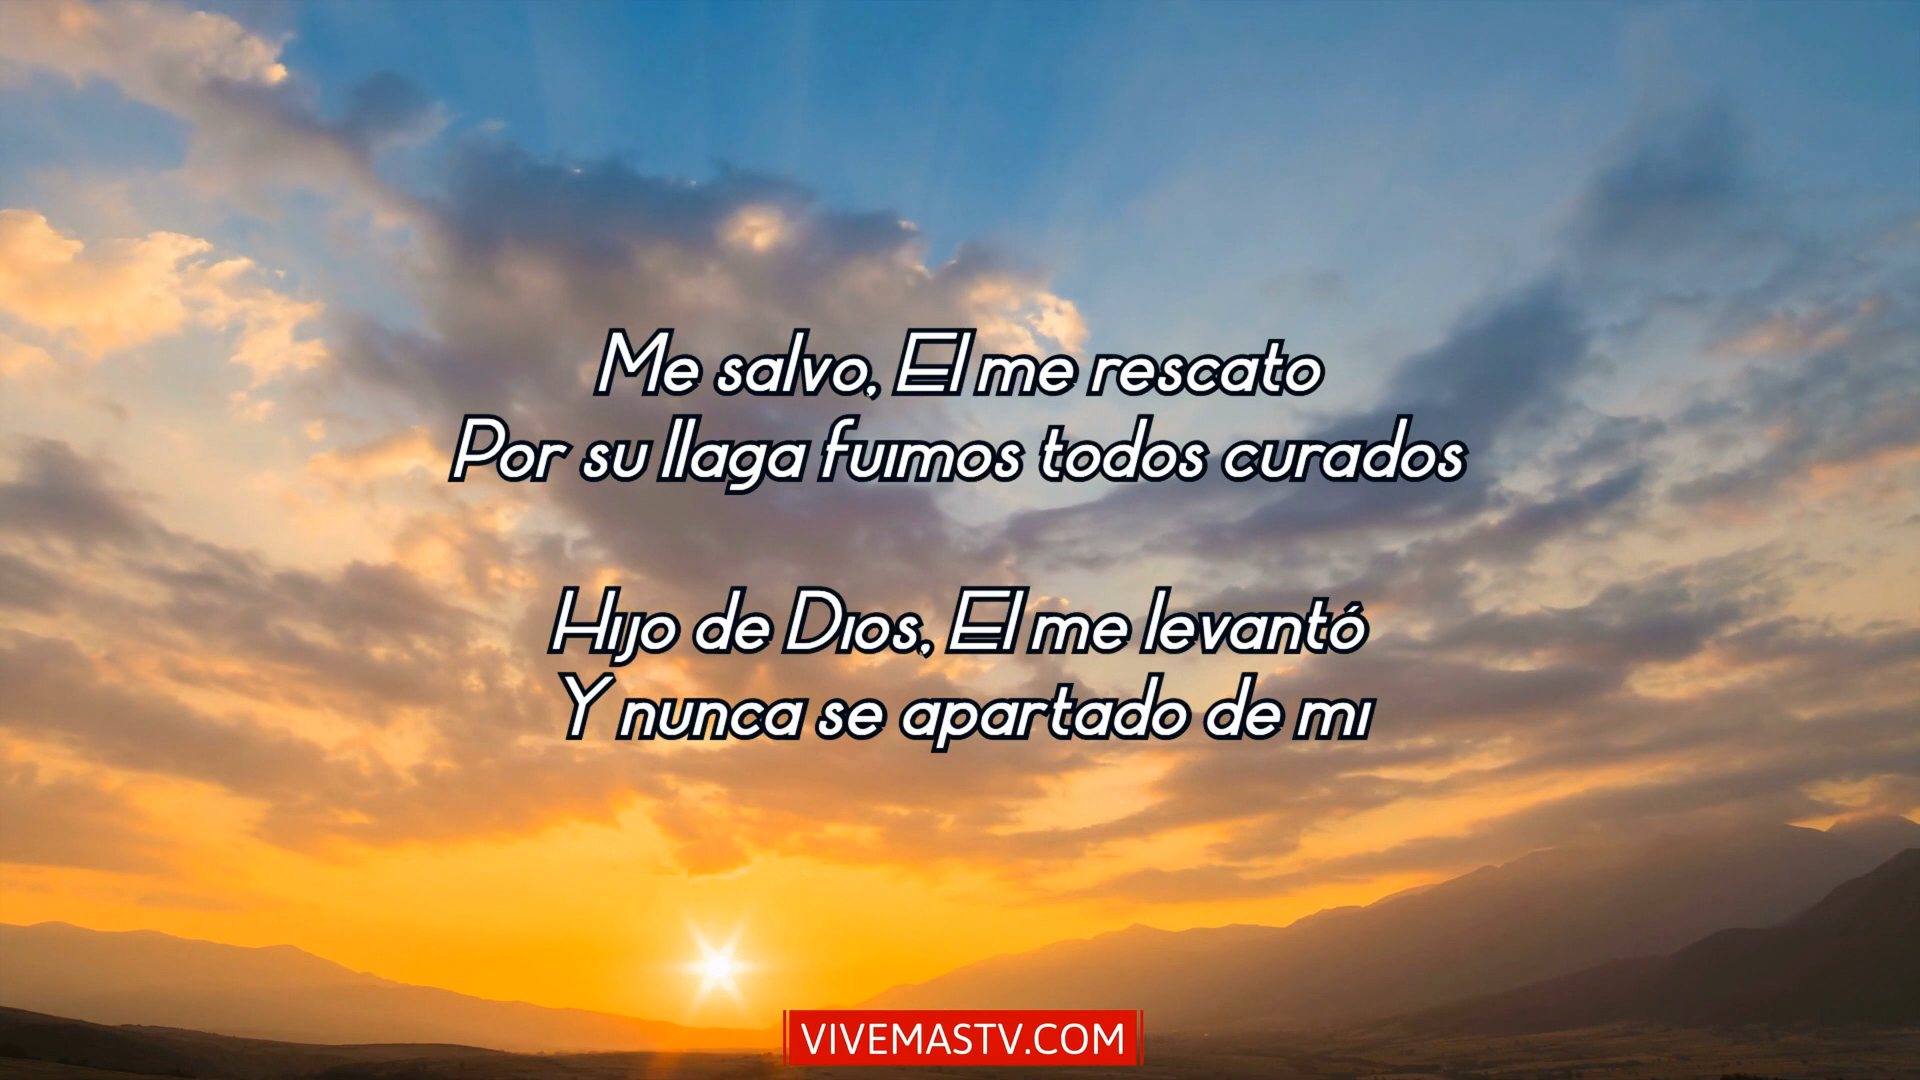 Me salvo, El me rescato
Por su llaga fuimos todos curados
Hijo de Dios, El me levantó
Y nunca se apartado de mi
VIVEMASTV.COM